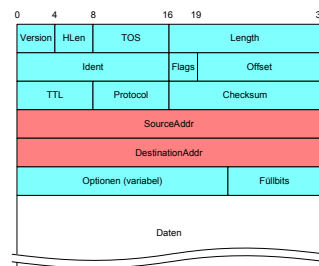 0 4 8 16 19 3
Version HLen TOS Length
Ident Flags Offset
TTL Protocol Checksum
SourceAddr
DestinationAddr
Optionen (variabel) Füllbits
Daten